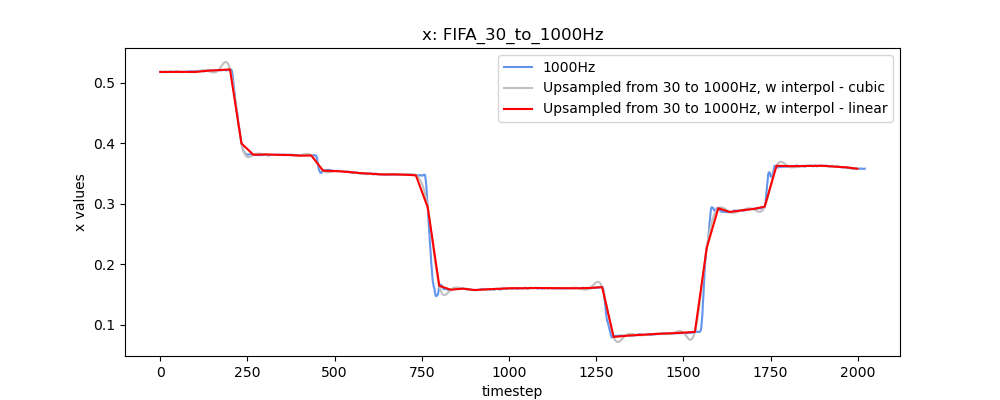 x: FIFA_30_to_1000Hz
1000Hz
Upsampled from 30 to 1000Hz, w interpol - cubic
Upsampled from 30 to 1000Hz, w interpol - linear
x values
0.5
0.4
0.3
0.2
0.1
0 250 500 750 1000 1250 1500 1750 2000
timestep